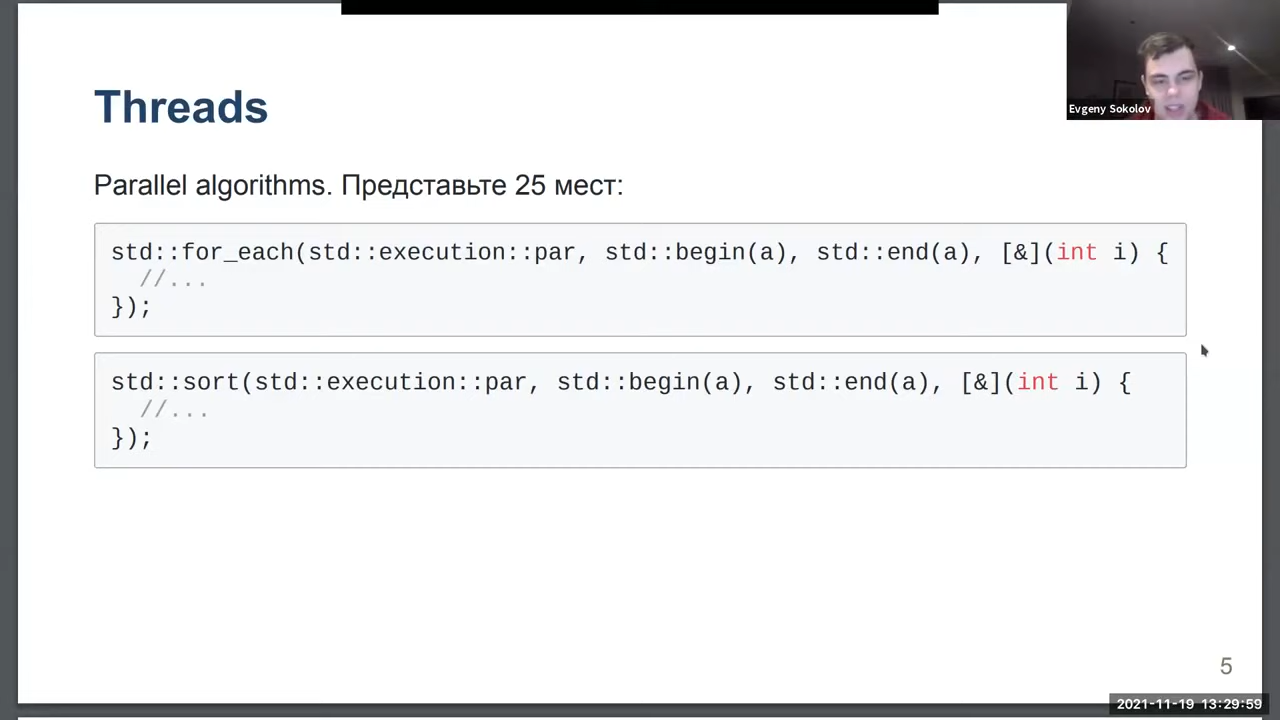 Threads
Evgeny Sokolov
Parallel algorithms. Представьте 25 мест:
std::for_each(std::execution::par, std::begin(a), std::end(a), [&](int i) {
//...
});
std::sort(std::execution::par, std::begin(a), std::end(a), [&](int i) {
//...
});
5
2021-11-19 13:29:59